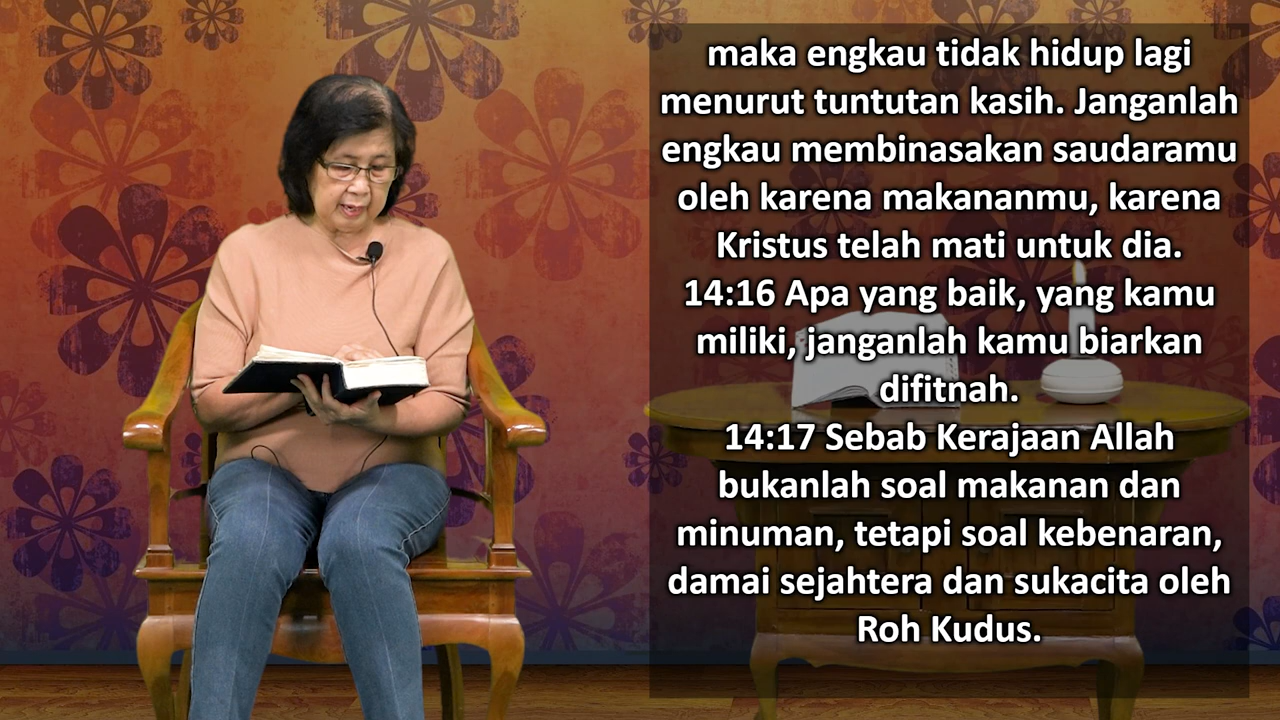 maka engkau tidak hidup lagi
menurut tuntutan kasih. Janganlah
engkau membinasakan saudaramu
oleh karena makananmu, karena
Kristus telah mati untuk dia.
14:16 Apa yang baik, yang kamu
miliki, janganlah kamu biarkan
difitnah.
14:17 Sebab Kerajaan Allah
bukanlah soal makanan dan
minuman, tetapi soal kebenaran,
damai sejahtera dan sukacita oleh
Roh Kudus.